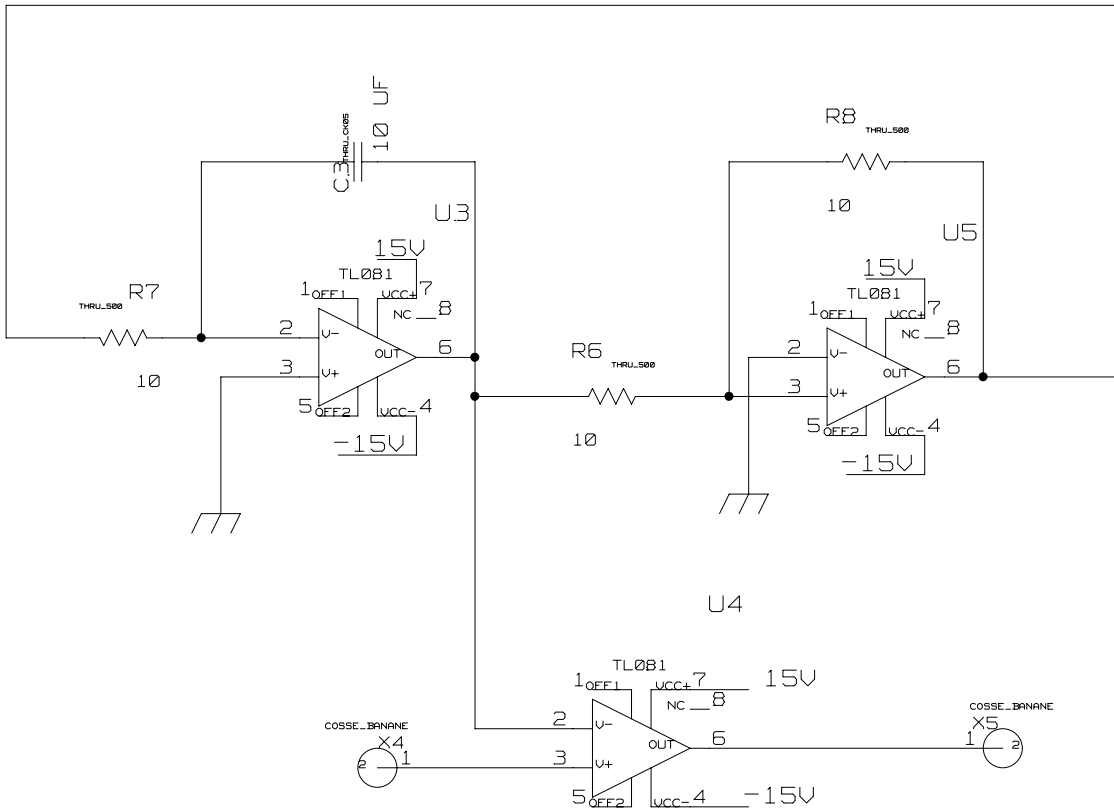 10 UF
THRU_CK05
C3
R8
THRU_500
10
U3
U5
15V
TL081
1 OFF1
VCC+ 7
NC 8
2 V-
OUT 6
3 V+
5 OFF2
VCC- 4
-15V
R7
THRU_500
10
R6
THRU_500
10
15V
TL081
1 OFF1
VCC+ 7
NC 8
2 V-
OUT 6
3 V+
5 OFF2
VCC- 4
-15V
U4
TL081
1 OFF1
VCC+ 7
15V
NC 8
2 V-
OUT 6
3 V+
5 OFF2
VCC- 4
-15V
COSSE_BANANE
X4
2 1
COSSE_BANANE
X5
1 2